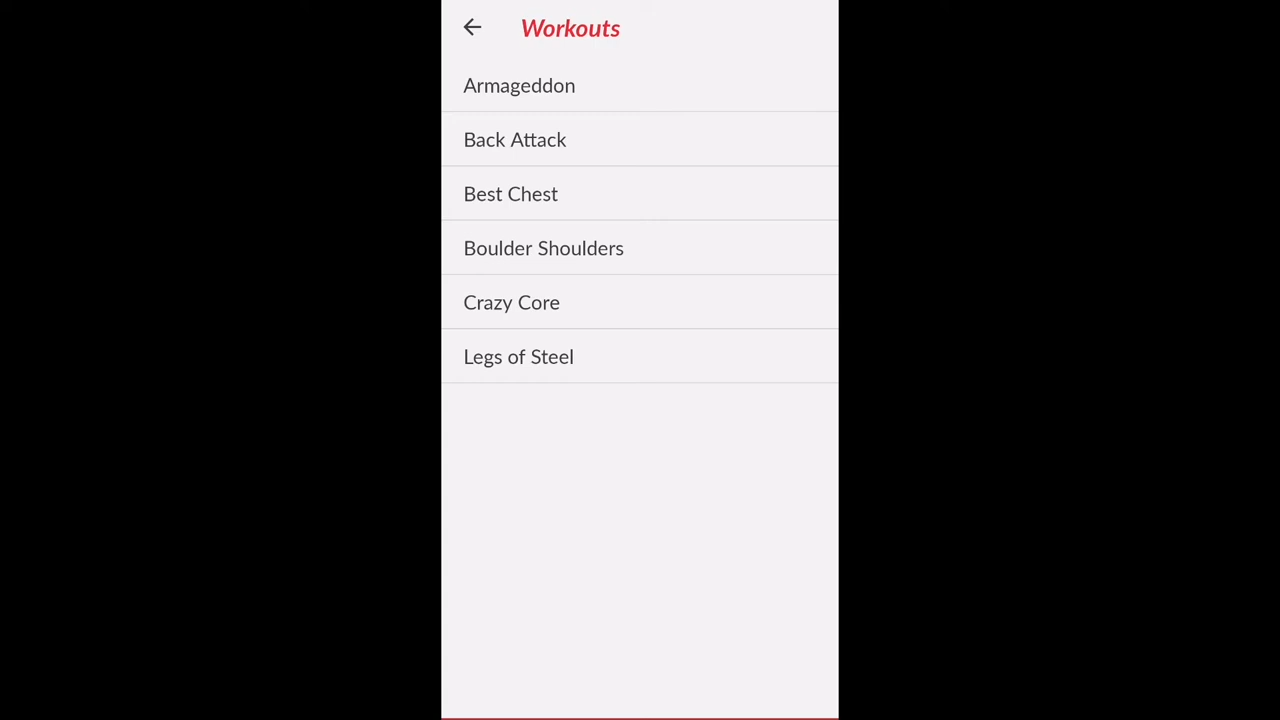 Workouts
Armageddon
Back Attack
Best Chest
Boulder Shoulders
Crazy Core
Legs of Steel